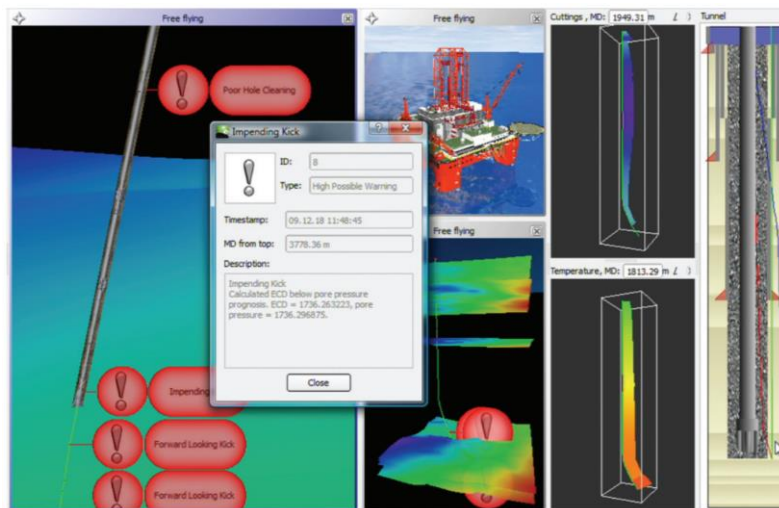 Free flying
Poor Hole Cleaning
Impending
Forward Looking Kick
Forward Looking Kick
Free flying
Free flying
Impending Kick
ID: 8
Type: High Possible Warning
Timestamp: 09.12.18 11:48:45
MD from top: 3778.36 m
Description:
Impending Kick
Calculated ECD below pore pressure
prognosis. ECD = 1736.263223, pore
pressure = 1736.296875.
Close
Cuttings , MD: 1949.31 m
Temperature, MD: 1813.29 m
Tunnel